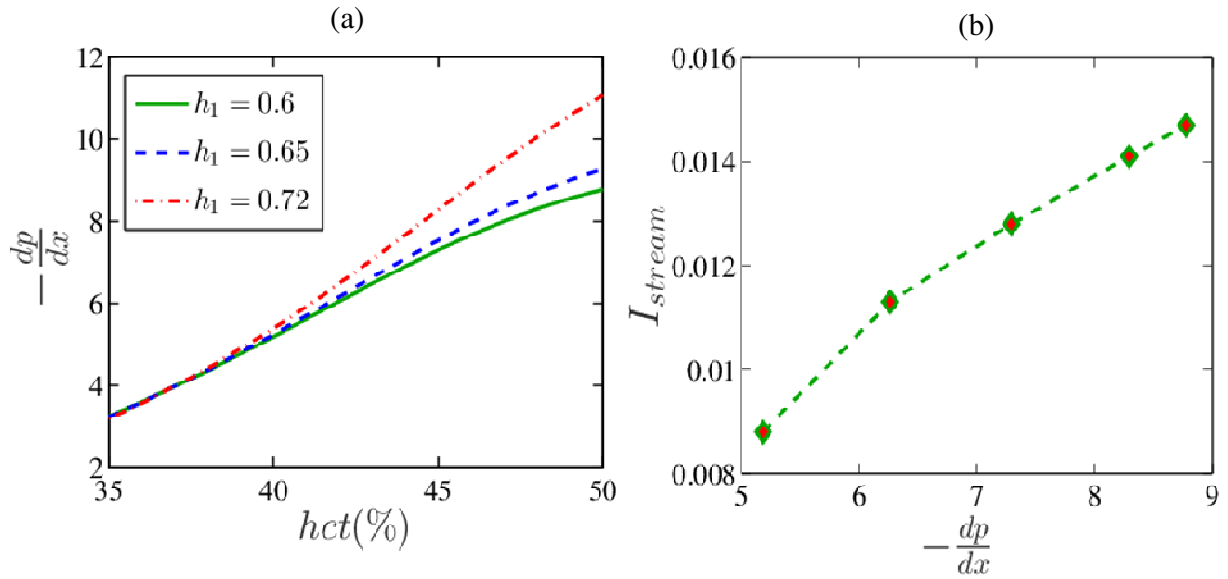 (a)
12
10
8
6
4
2
h₁ = 0.6
h₁ = 0.65
h₁ = 0.72
−dp/dx
35 40 45 50
hct(%)
(b)
0.016
0.014
0.012
0.01
0.008
I_stream
5 6 7 8 9
−dp/dx